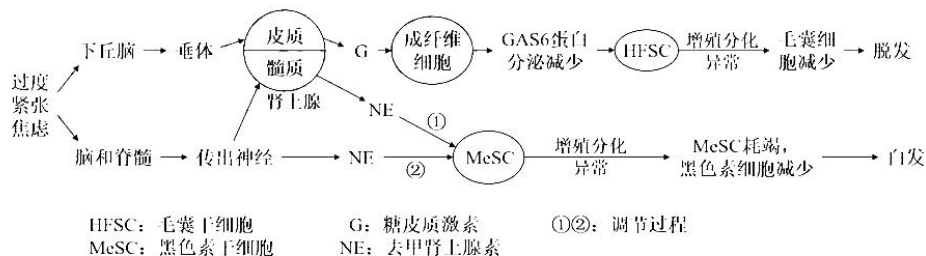 过度
紧张
焦虑
下丘脑
垂体
皮质
髓质
肾上腺
G
成纤维
细胞
GAS6蛋白
分泌减少
HFSC
增殖分化
异常
毛囊细
胞减少
脱发
NE
①
脑和脊髓
传出神经
NE
②
MeSC
增殖分化
异常
MeSC耗竭,
黑色素细胞减少
白发
HFSC：毛囊干细胞 G：糖皮质激素 ①②：调节过程
MeSC：黑色素干细胞 NE：去甲肾上腺素